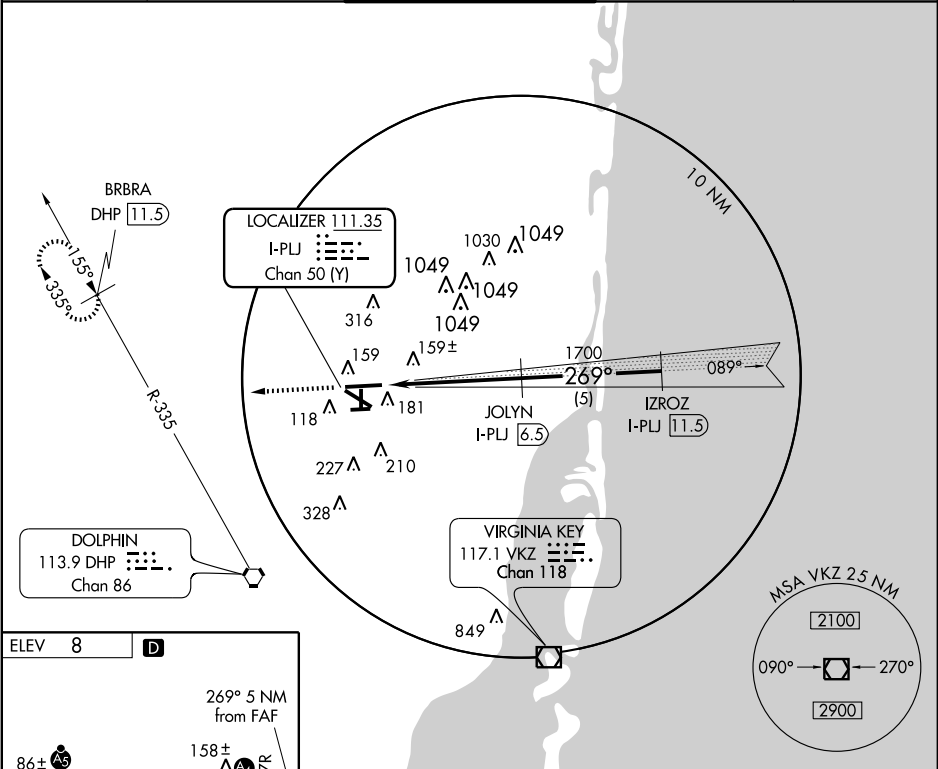 BRBRA
DHP 11.5
155°
335°
R-335
LOCALIZER 111.35
I-PLJ
Chan 50 (Y)
10 NM
1049
1030
1049
1049
1049
316
159
159±
118
181
227
210
328
1700
269°
(5)
089°
JOLYN
I-PLJ 6.5
IZROZ
I-PLJ 11.5
DOLPHIN
113.9 DHP
Chan 86
VIRGINIA KEY
117.1 VKZ
Chan 118
849
MSA VKZ 25 NM
2100
090°
270°
2900
ELEV 8
D
269° 5 NM
from FAF
86±
A5
158±
7R